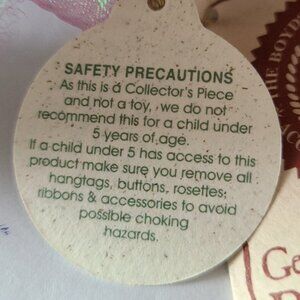 SAFETY PRECAUTIONS
As this is a Collector's Piece
and not a toy, we do not
recommend this for a child under
5 years of age.
If a child under 5 has access to this
product make sure you remove all
hangtags, buttons, rosettes,
ribbons & accessories to avoid
possible choking
hazards.
THE BOYD